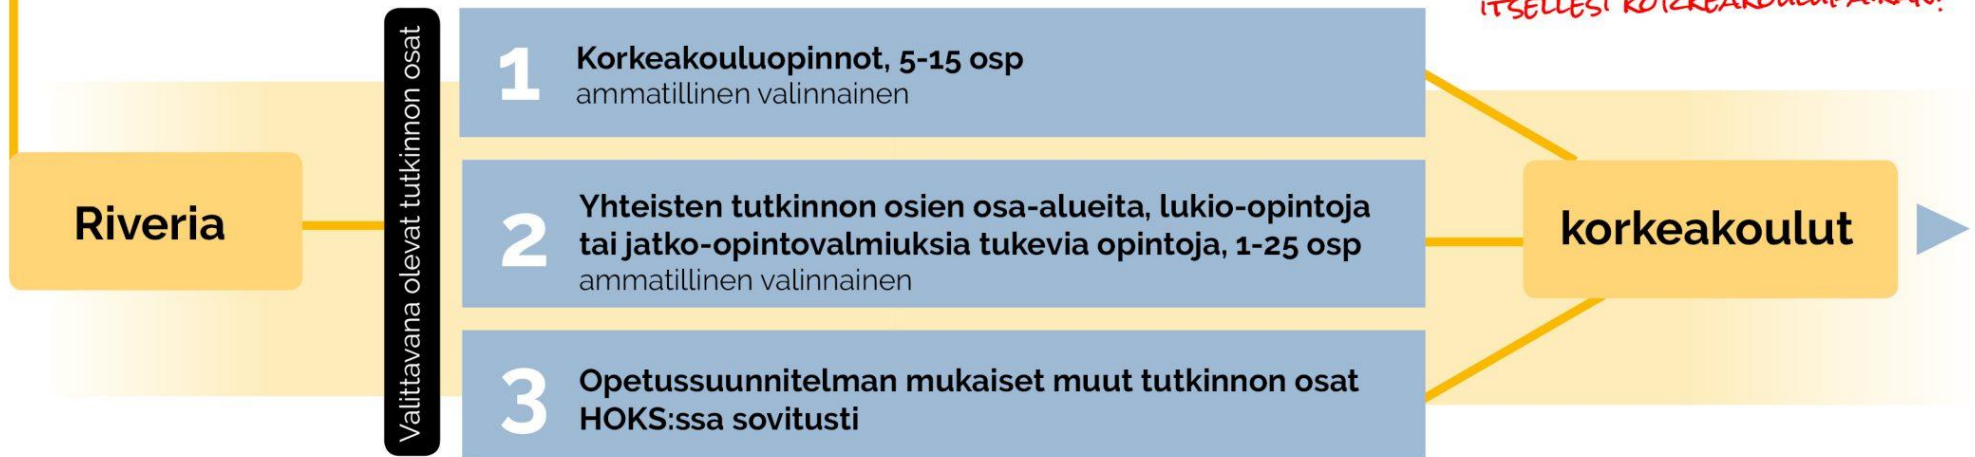 ITSELLESI KORKEAKOULUPAIKAN!
Riveria
Valittavana olevat tutkinnon osat
1
Korkeakouluopinnot, 5-15 osp
ammatillinen valinnainen
2
Yhteisten tutkinnon osien osa-alueita, lukio-opintoja
tai jatko-opintovalmiuksia tukevia opintoja, 1-25 osp
ammatillinen valinnainen
3
Opetussuunnitelman mukaiset muut tutkinnon osat
HOKS:ssa sovitusti
korkeakoulut